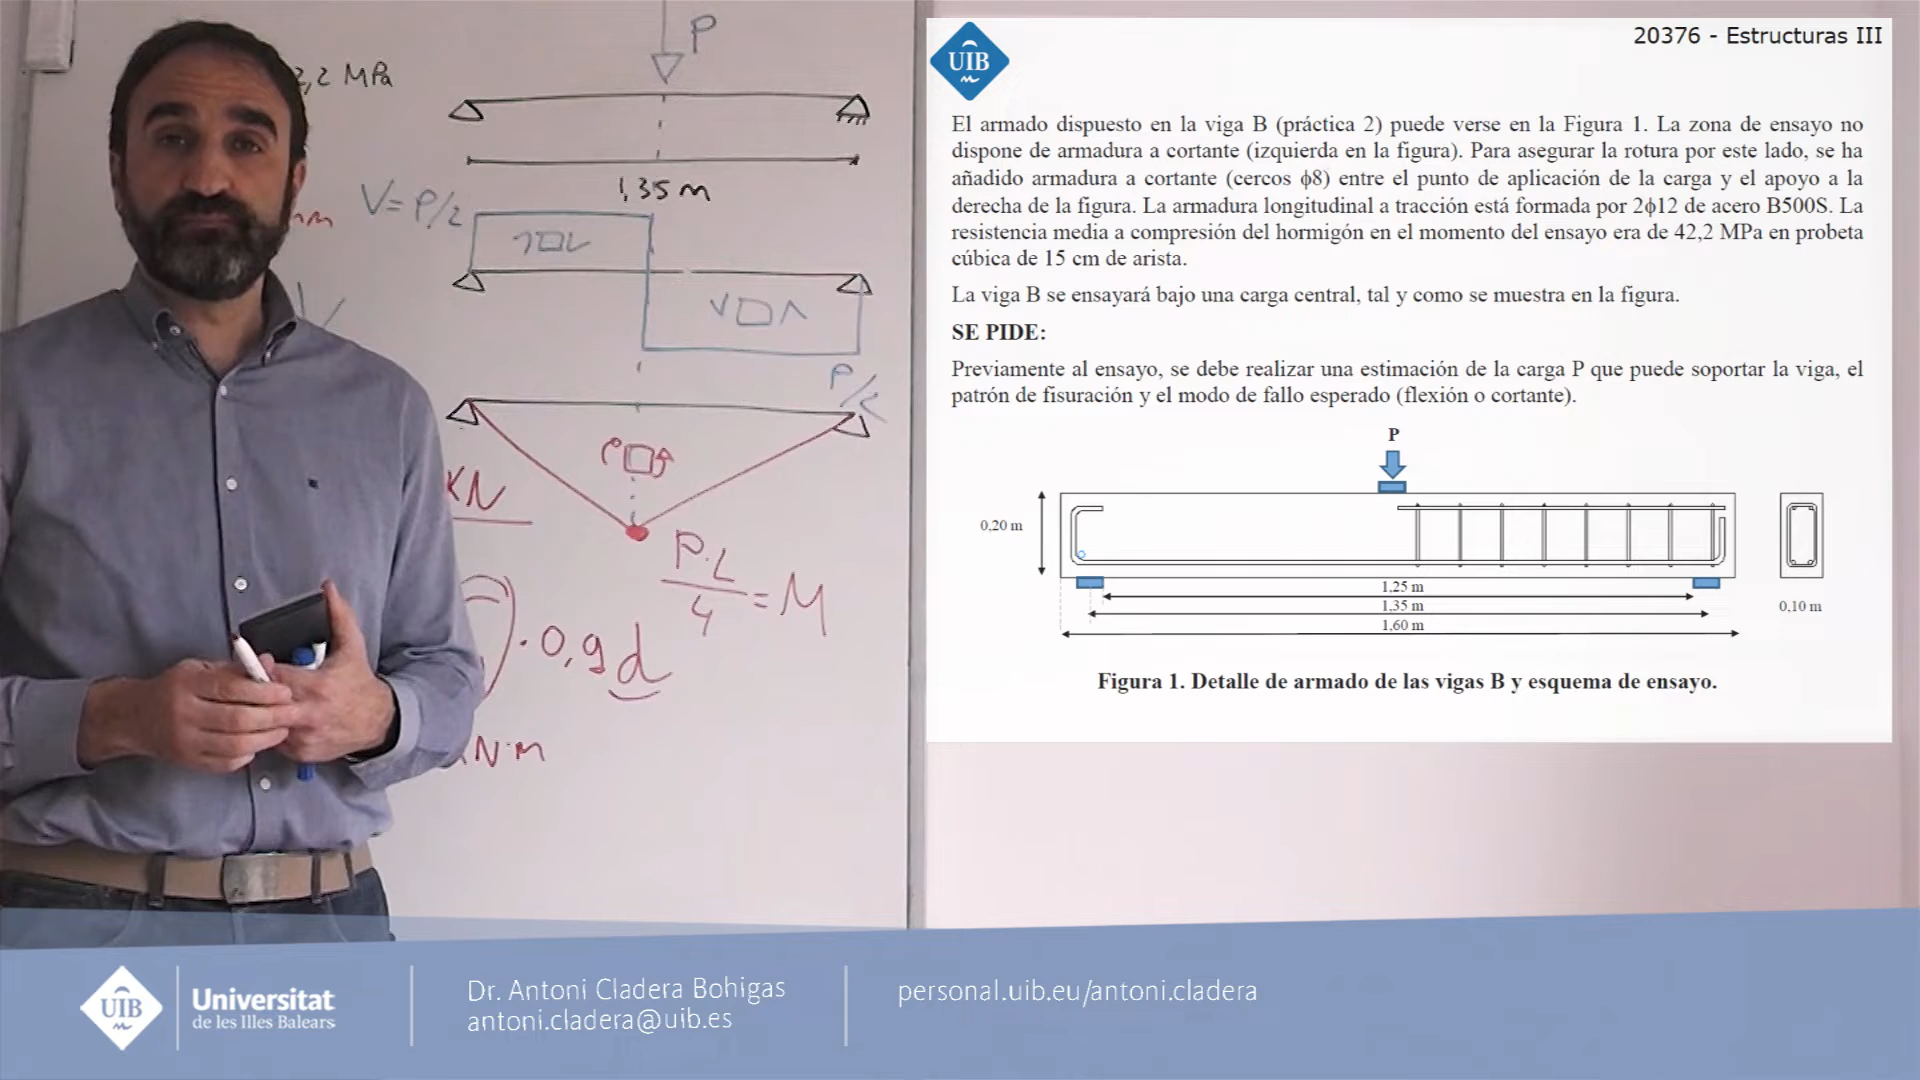 2,2 MPa
P
1,35 m
V=P/2
P/2
KN
P·L
4
= M
· 0,9 d
N·m
UIB
20376 - Estructuras III
El armado dispuesto en la viga B (práctica 2) puede verse en la Figura 1. La zona de ensayo no
dispone de armadura a cortante (izquierda en la figura). Para asegurar la rotura por este lado, se ha
añadido armadura a cortante (cercos ϕ8) entre el punto de aplicación de la carga y el apoyo a la
derecha de la figura. La armadura longitudinal a tracción está formada por 2ϕ12 de acero B500S. La
resistencia media a compresión del hormigón en el momento del ensayo era de 42,2 MPa en probeta
cúbica de 15 cm de arista.
La viga B se ensayará bajo una carga central, tal y como se muestra en la figura.
SE PIDE:
Previamente al ensayo, se debe realizar una estimación de la carga P que puede soportar la viga, el
patrón de fisuración y el modo de fallo esperado (flexión o cortante).
P
0,20 m
1,25 m
1,35 m
1,60 m
0,10 m
Figura 1. Detalle de armado de las vigas B y esquema de ensayo.
UIB
Universitat
de les Illes Balears
Dr. Antoni Cladera Bohigas
antoni.cladera@uib.es
personal.uib.eu/antoni.cladera